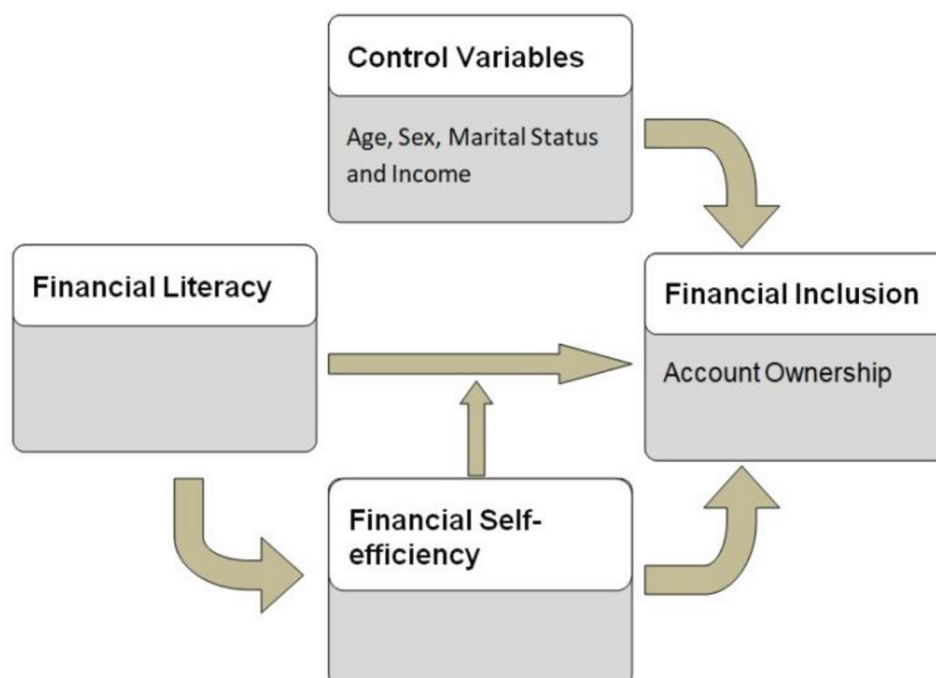 Control Variables
Age, Sex, Marital Status
and Income
Financial Literacy
Financial Inclusion
Account Ownership
Financial Self-
efficiency